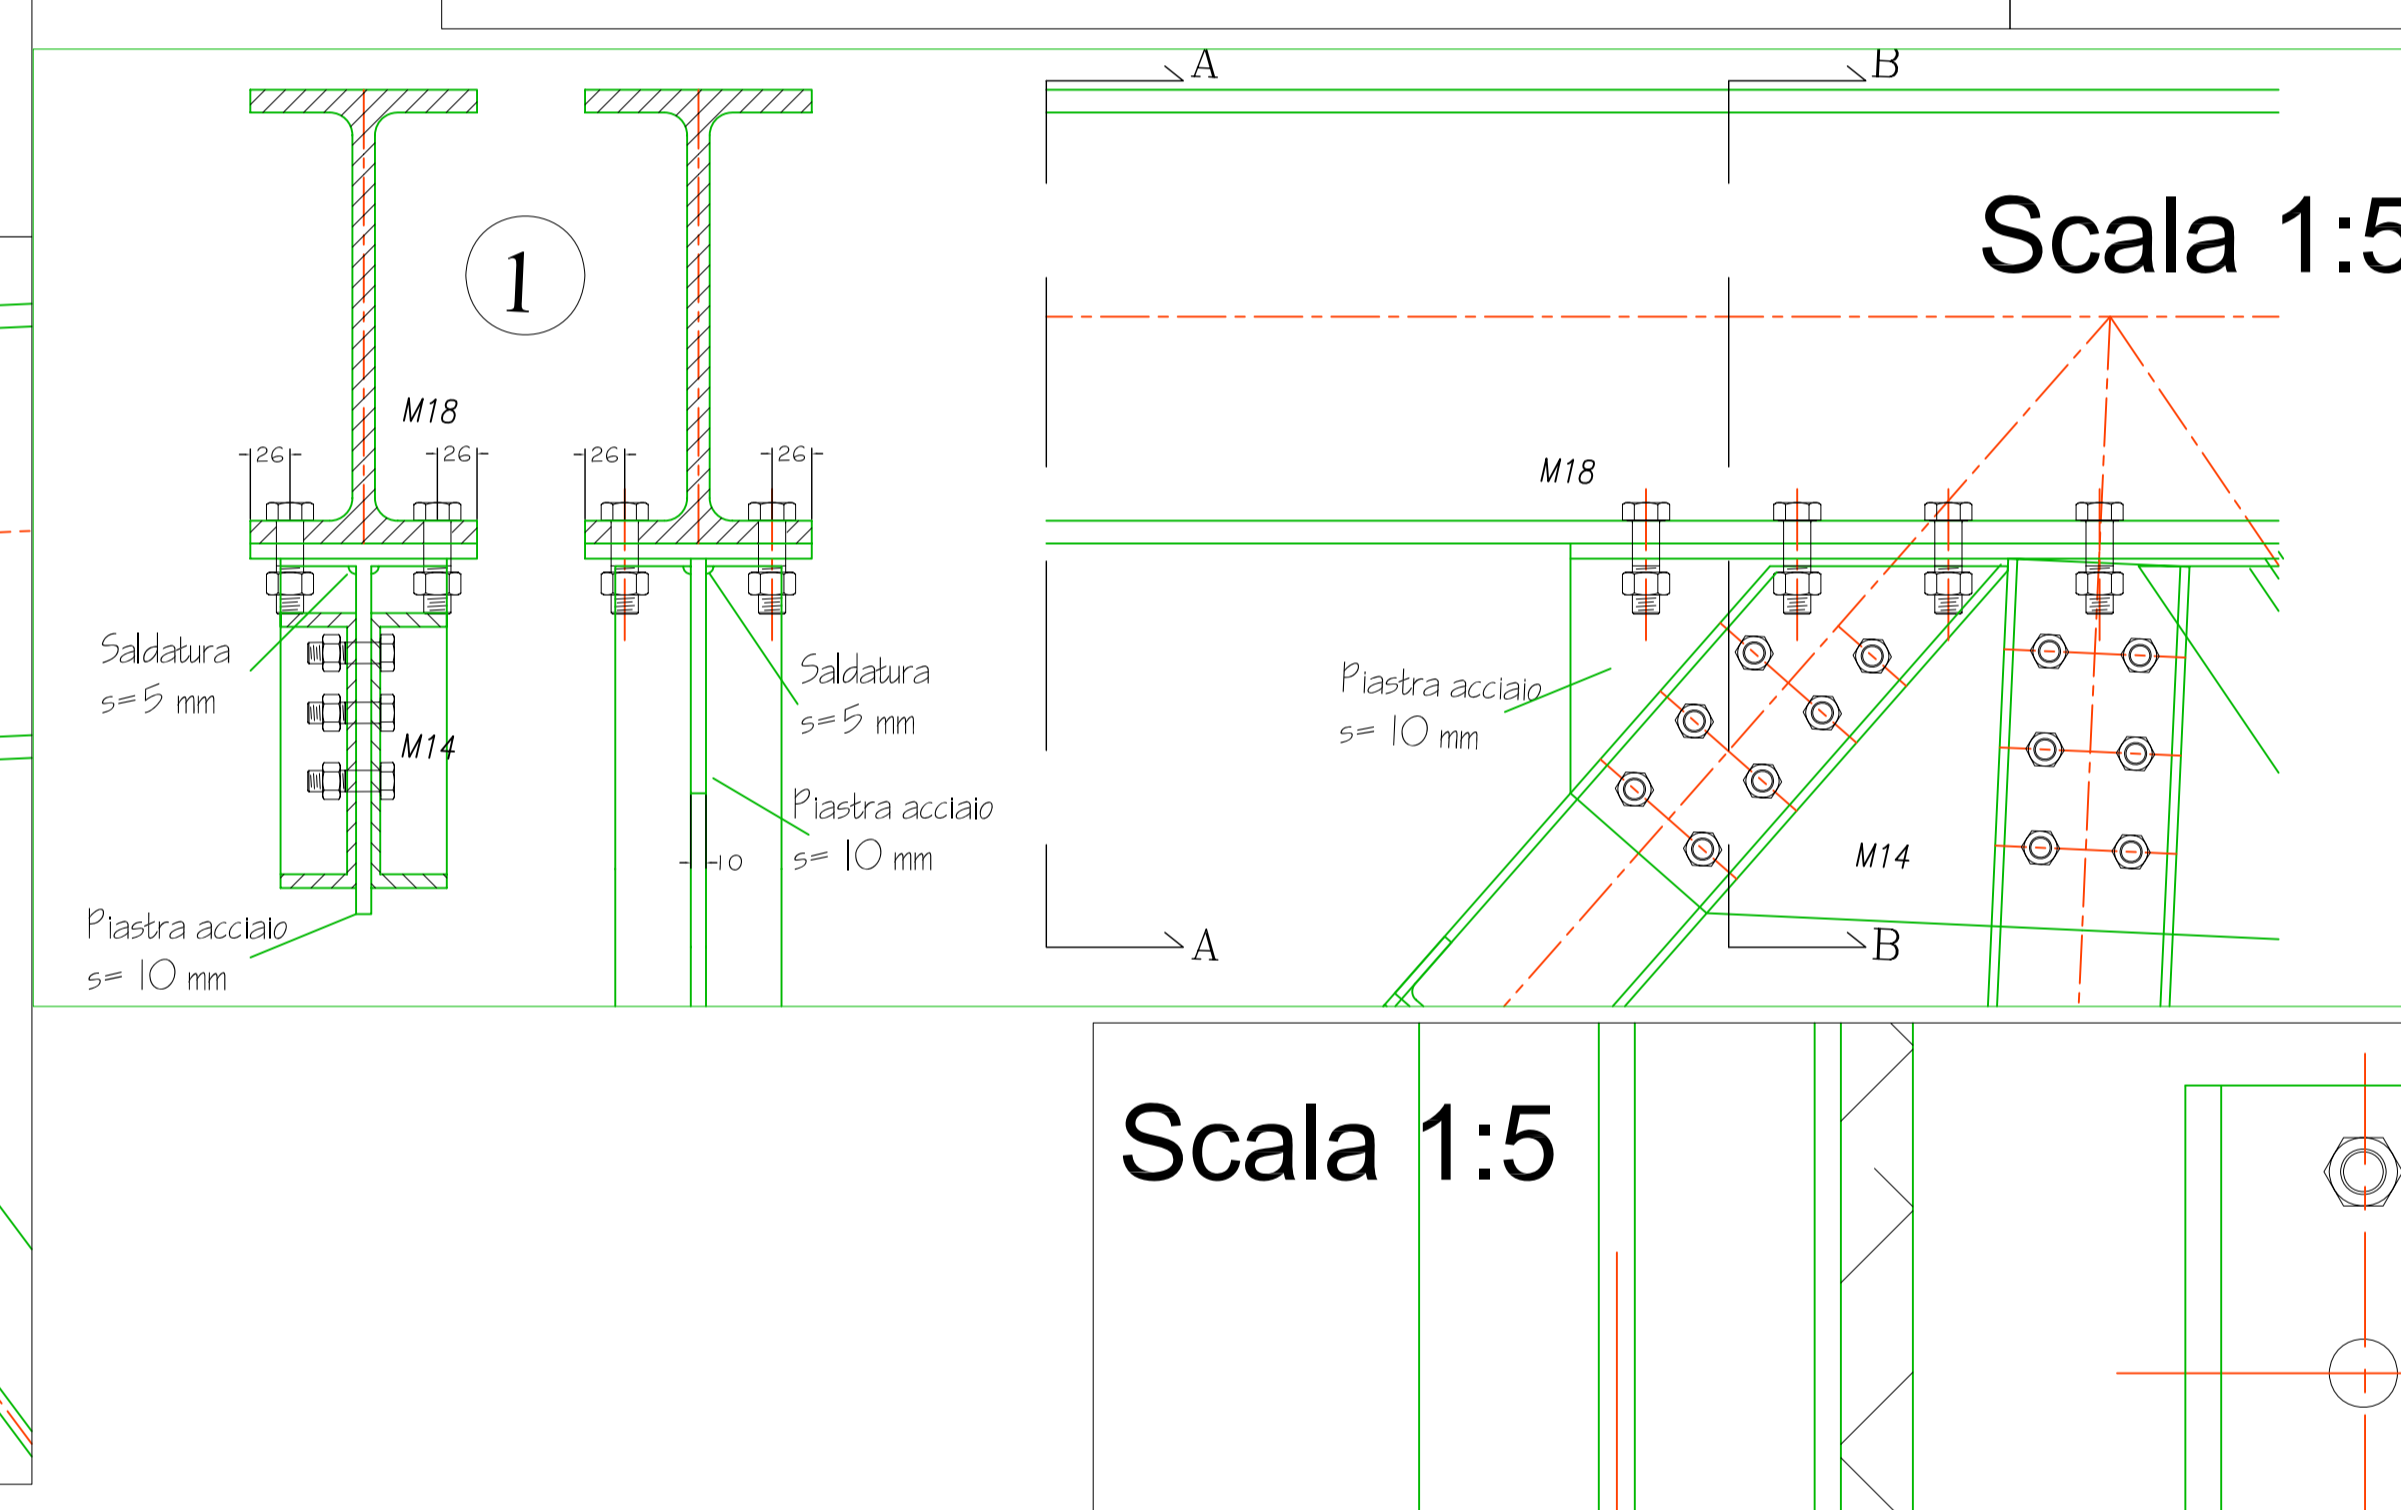 A
B
Scala 1:5
1
M18
26
26
26
26
M18
Saldatura
s=5 mm
Saldatura
s=5 mm
Piastra acciaio
s= 10 mm
M14
Piastra acciaio
s= 10 mm
10
M14
Piastra acciaio
s= 10 mm
A
B
Scala 1:5